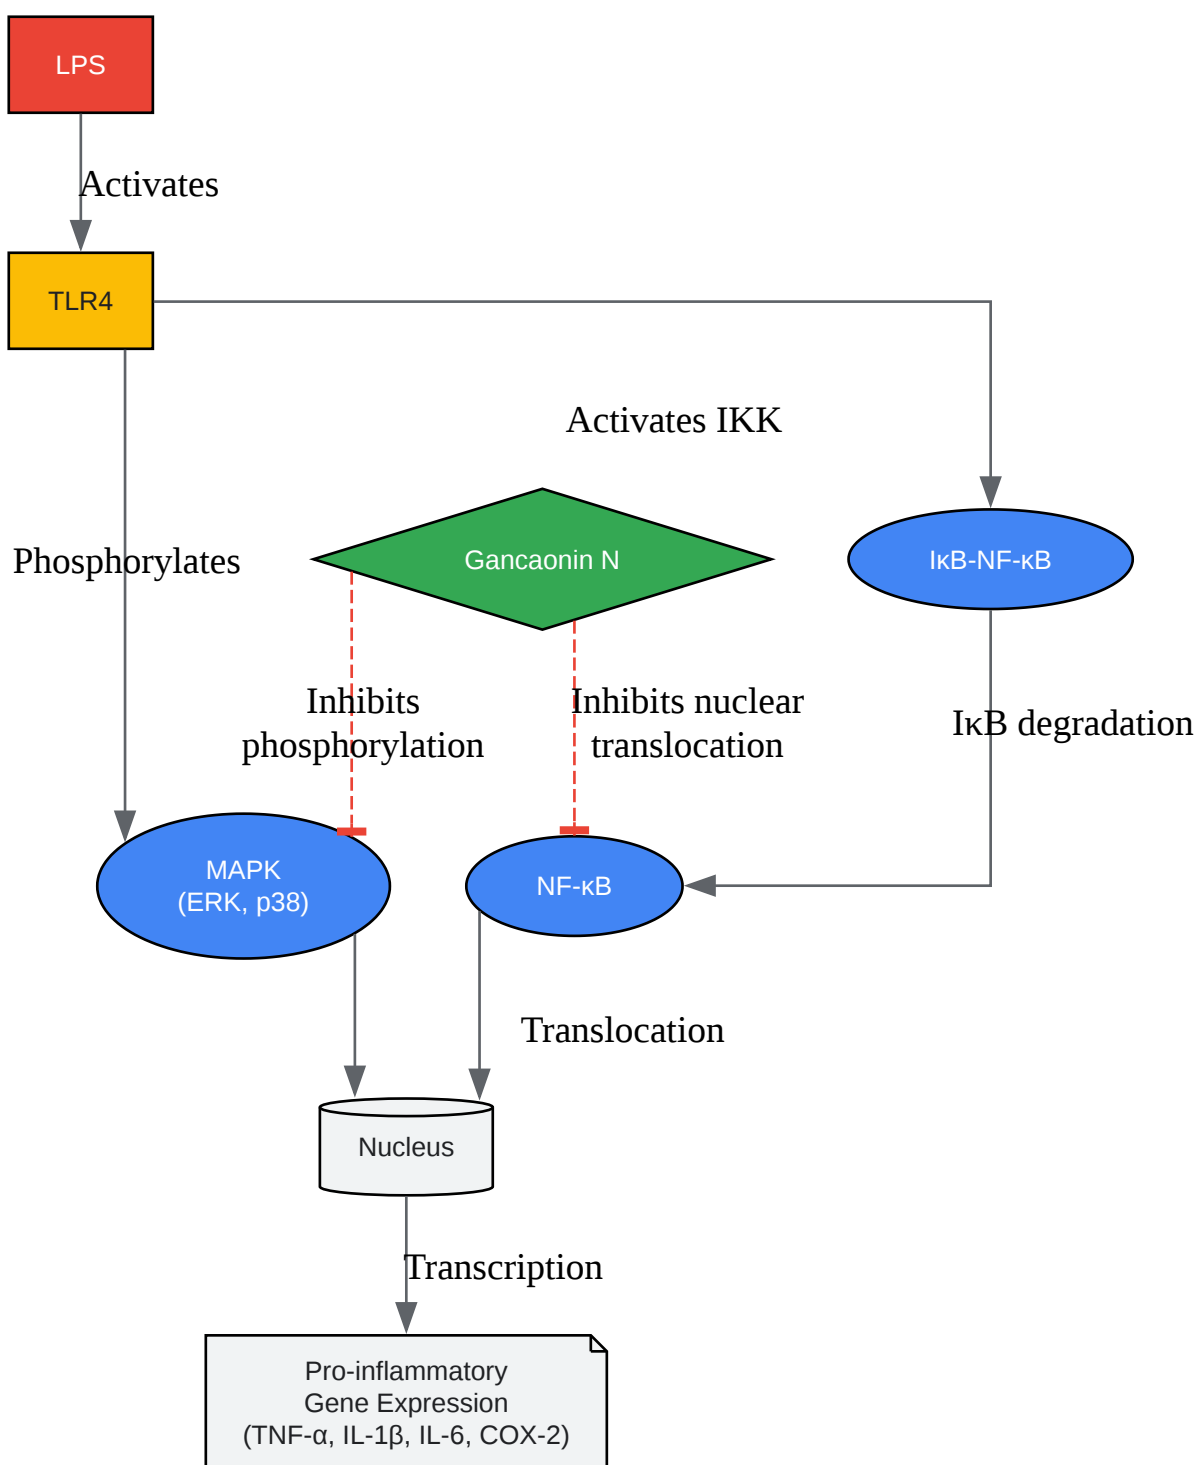 LPS
Activates
TLR4
Activates IKK
Phosphorylates
Gancaonin N
IκB-NF-κB
Inhibits
phosphorylation
Inhibits nuclear
translocation
IκB degradation
MAPK
(ERK, p38)
NF-κB
Translocation
Nucleus
Transcription
Pro-inflammatory
Gene Expression
(TNF-α, IL-1β, IL-6, COX-2)